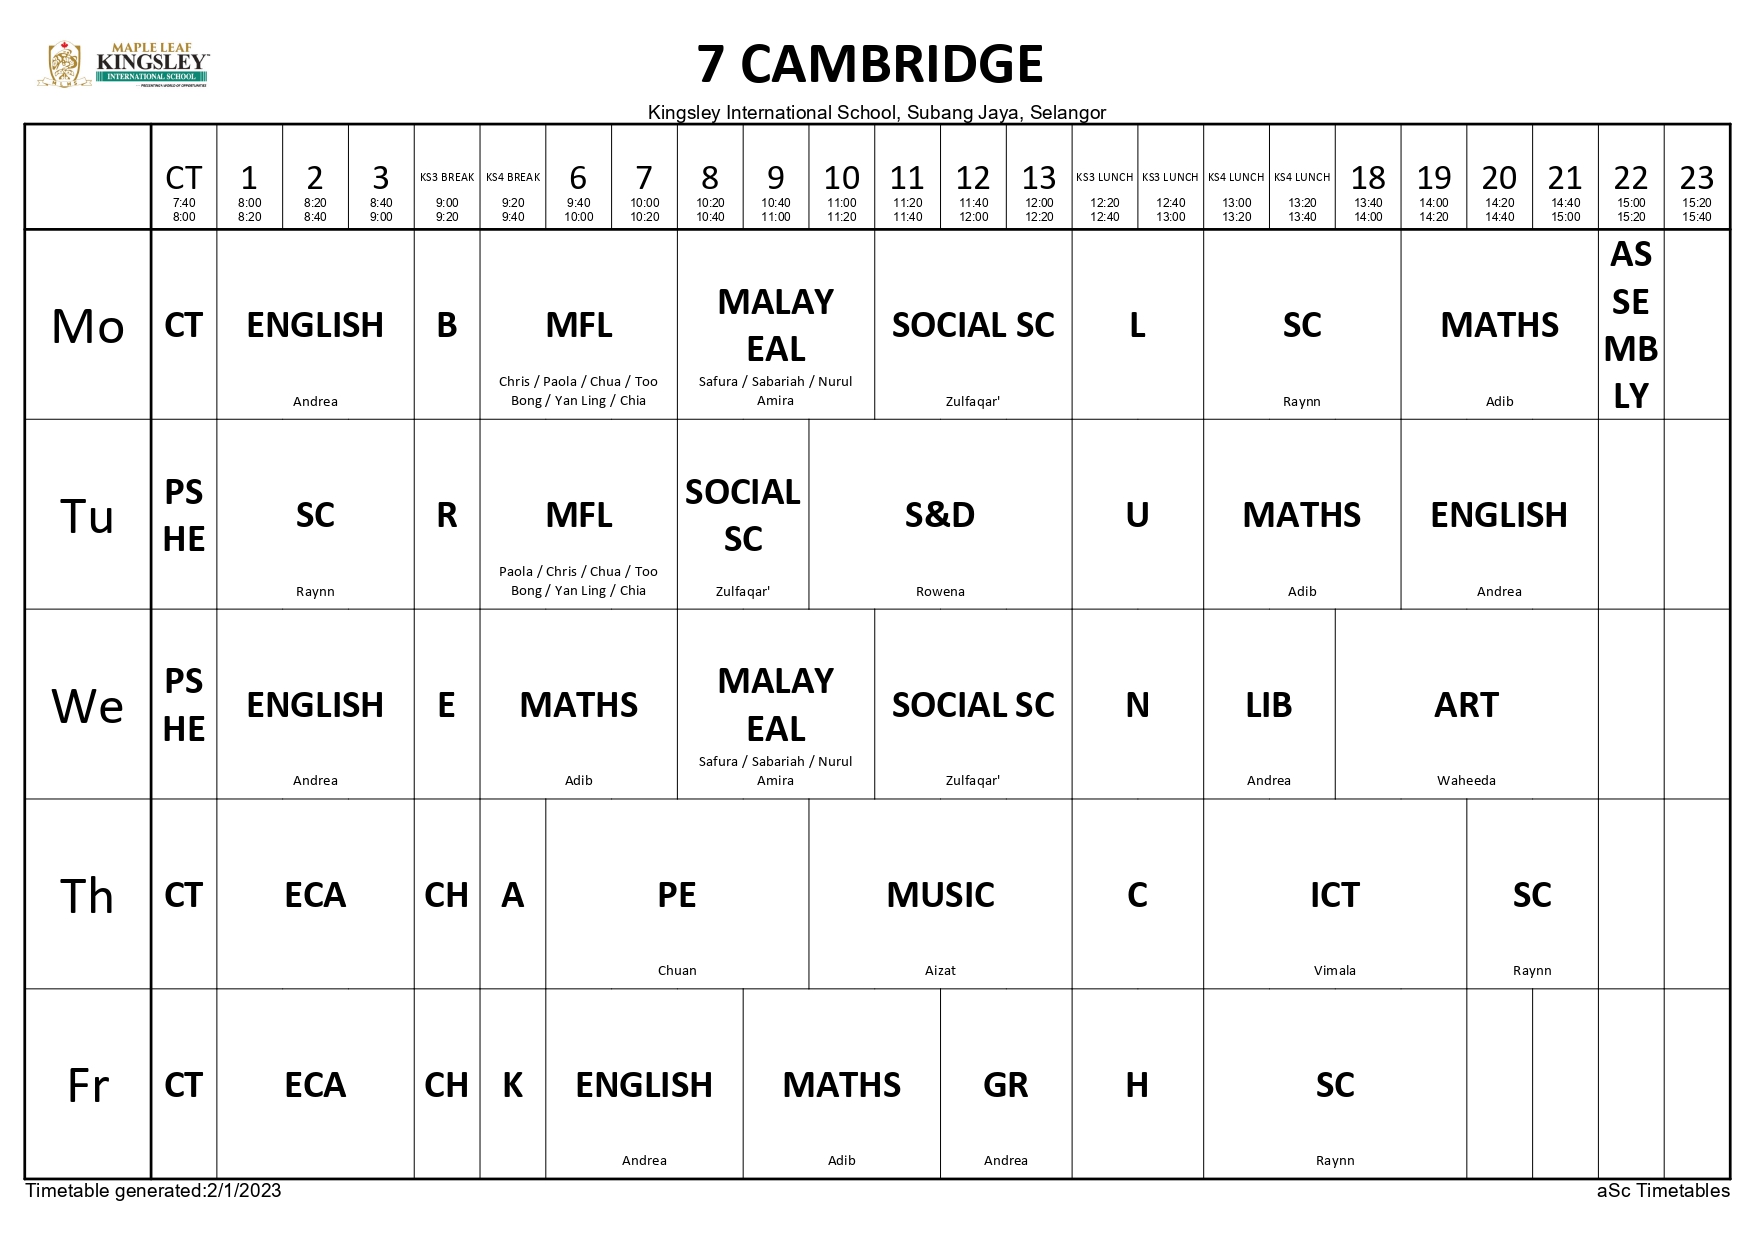 MAPLE LEAF
KINGSLEY
INTERNATIONAL SCHOOL
7 CAMBRIDGE
Kingsley International School, Subang Jaya, Selangor
CT 1 2 3 KS3 BREAK KS4 BREAK 6 7 8 9 10 11 12 13 KS3 LUNCH KS3 LUNCH KS4 LUNCH KS4 LUNCH 18 19 20 21 22 23
7:40 8:00 8:20 8:40 9:00 9:20 9:40 10:00 10:20 10:40 11:00 11:20 11:40 12:00 12:20 12:40 13:00 13:20 13:40 14:00 14:20 14:40 15:00 15:20
8:00 8:20 8:40 9:00 9:20 9:40 10:00 10:20 10:40 11:00 11:20 11:40 12:00 12:20 12:40 13:00 13:20 13:40 14:00 14:20 14:40 15:00 15:20 15:40
Mo
CT
ENGLISH
Andrea
B
MFL
Chris / Paola / Chua / Too
Bong / Yan Ling / Chia
MALAY
EAL
Safura / Sabariah / Nurul
Amira
SOCIAL SC
Zulfaqar'
L
SC
Raynn
MATHS
Adib
AS
SE
MB
LY
Tu
PS
HE
SC
Raynn
R
MFL
Paola / Chris / Chua / Too
Bong / Yan Ling / Chia
SOCIAL
SC
Zulfaqar'
S&D
Rowena
U
MATHS
Adib
ENGLISH
Andrea
We
PS
HE
ENGLISH
Andrea
E
MATHS
Adib
MALAY
EAL
Safura / Sabariah / Nurul
Amira
SOCIAL SC
Zulfaqar'
N
LIB
Andrea
ART
Waheeda
Th
CT
ECA
CH
A
PE
Chuan
MUSIC
Aizat
C
ICT
Vimala
SC
Raynn
Fr
CT
ECA
CH
K
ENGLISH
Andrea
MATHS
Adib
GR
Andrea
H
SC
Raynn
Timetable generated:2/1/2023
aSc Timetables